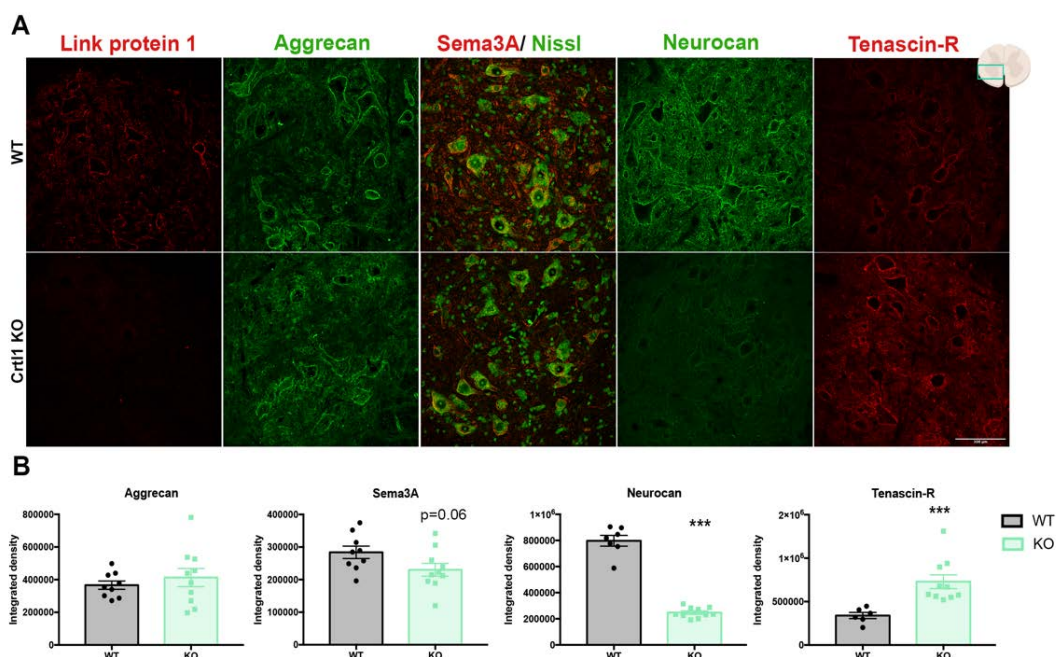 A
Link protein 1 Aggrecan Sema3A/ Nissl Neurocan Tenascin-R
WT
Crtl1 KO
B
Aggrecan
Integrated density
800000
600000
400000
200000
0
WT KO
Sema3A
p=0.06
Integrated density
400000
300000
200000
100000
0
WT KO
Neurocan
***
Integrated density
1×10⁶
800000
600000
400000
200000
0
WT KO
Tenascin-R
***
Integrated density
2×10⁶
1×10⁶
1×10⁶
500000
0
WT KO
WT
KO